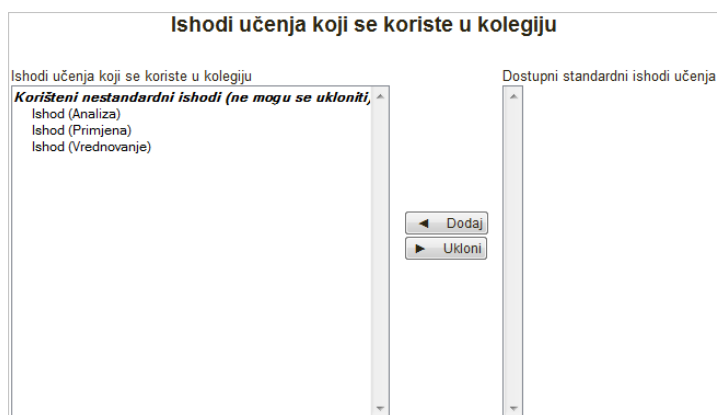 Ishodi učenja koji se koriste u kolegiju
Ishodi učenja koji se koriste u kolegiju
Korišteni nestandardni ishodi (ne mogu se ukloniti)
Ishod (Analiza)
Ishod (Primjena)
Ishod (Vrednovanje)
Dodaj
Ukloni
Dostupni standardni ishodi učenja